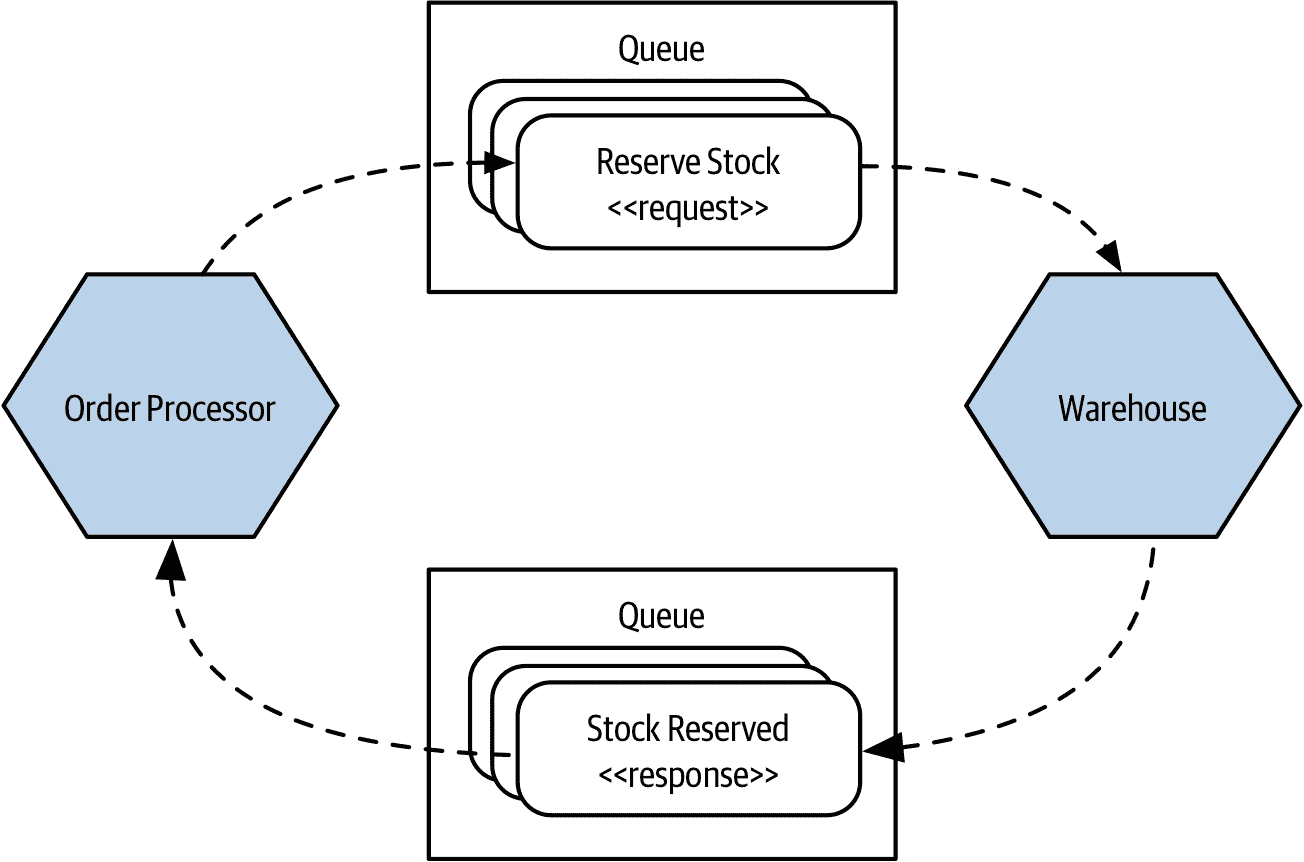 Queue
Reserve Stock
<<request>>
Order Processor
Warehouse
Queue
Stock Reserved
<<response>>